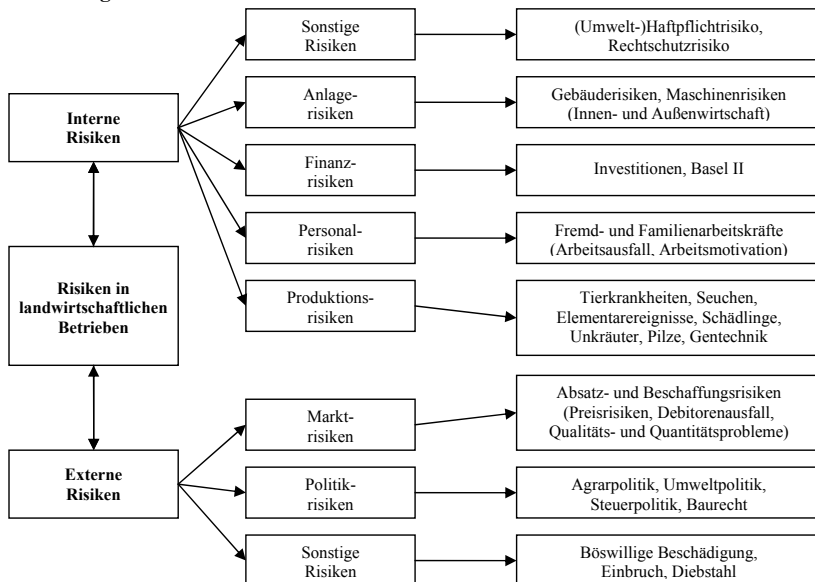 Sonstige
Risiken
(Umwelt-)Haftpflichtrisiko,
Rechtschutzrisiko
Interne
Risiken
Anlage-
risiken
Gebäuderisiken, Maschinenrisiken
(Innen- und Außenwirtschaft)
Finanz-
risiken
Investitionen, Basel II
Personal-
risiken
Fremd- und Familienarbeitskräfte
(Arbeitsausfall, Arbeitsmotivation)
Risiken in
landwirtschaftlichen
Betrieben
Produktions-
risiken
Tierkrankheiten, Seuchen,
Elementarereignisse, Schädlinge,
Unkräuter, Pilze, Gentechnik
Markt-
risiken
Absatz- und Beschaffungsrisiken
(Preisrisiken, Debitorenausfall,
Qualitäts- und Quantitätsprobleme)
Externe
Risiken
Politik-
risiken
Agrarpolitik, Umweltpolitik,
Steuerpolitik, Baurecht
Sonstige
Risiken
Böswillige Beschädigung,
Einbruch, Diebstahl